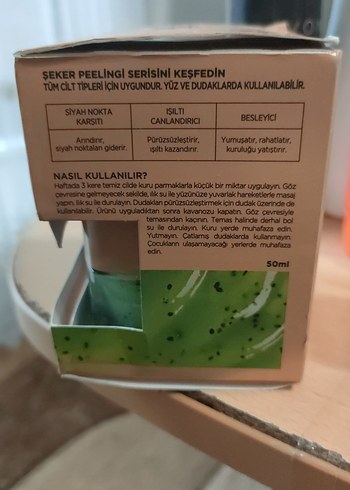 ŞEKER PEELİNGİ SERİSİNİ KEŞFEDİN
TÜM CİLT TİPLERİ İÇİN UYGUNDUR. YÜZ VE DUDAKLARDA KULLANILABİLİR.
SİYAH NOKTA KARŞITI
IŞILTI CANLANDIRICI
BESLEYİCİ
Arındırır, siyah noktaları giderir.
Pürüzsüzleştirir, ışıltı kazandırır.
Yumuşatır, rahatlatır, kuruluğu yatıştırır.
NASIL KULLANILIR?
Haftada 3 kere temiz cilde kuru parmaklarla küçük bir miktar uygulayın. Göz
çevresine gelmeyecek şekilde, ılık su ile yüzünüze yuvarlak hareketlerle masaj
yapın. Ilık su ile durulayın. Dudakları pürüzsüzleştirmek için dudak üzerinde de
kullanılabilir. Ürünü uyguladıktan sonra kavanozu kapatın. Göz çevresiyle
temasından kaçının. Temas halinde derhal bol
su ile durulayın. Kuru yerde muhafaza edin.
Yutmayın. Çatlamış dudaklarda kullanmayın.
Çocukların ulaşamayacağı yerlerde muhafaza
edin.
50ml